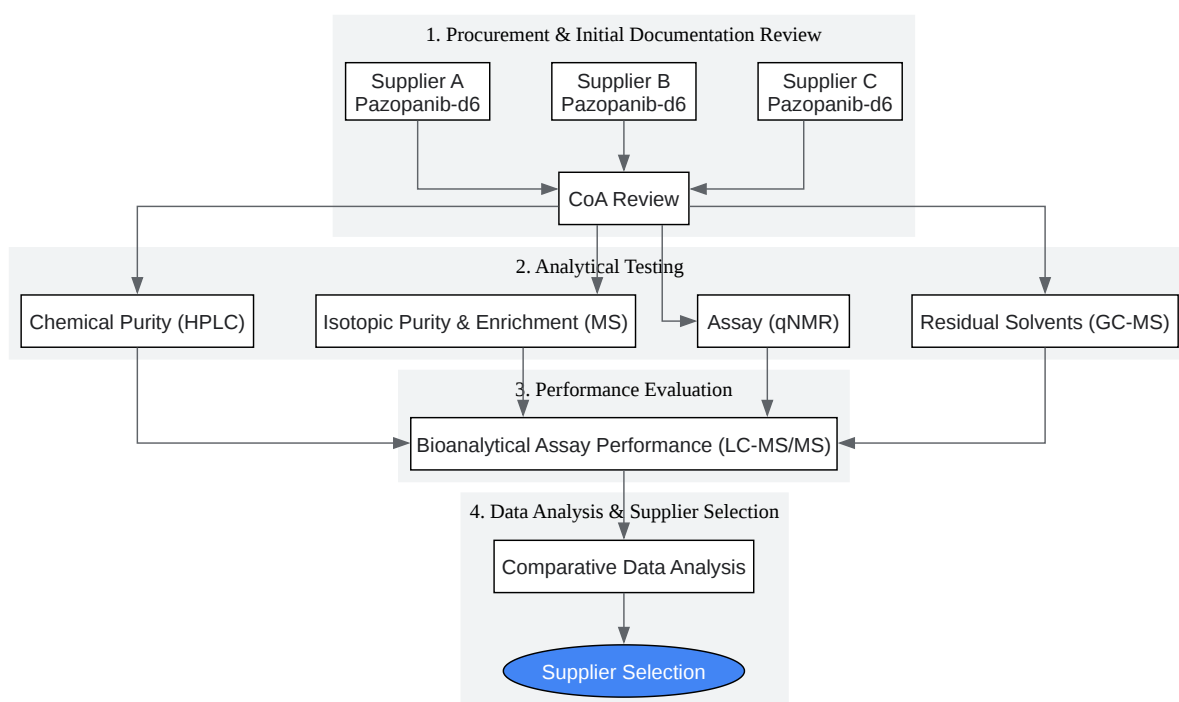 1. Procurement & Initial Documentation Review
Supplier A
Pazopanib-d6
Supplier B
Pazopanib-d6
Supplier C
Pazopanib-d6
CoA Review
2. Analytical Testing
Chemical Purity (HPLC)
Isotopic Purity & Enrichment (MS)
Assay (qNMR)
Residual Solvents (GC-MS)
3. Performance Evaluation
Bioanalytical Assay Performance (LC-MS/MS)
4. Data Analysis & Supplier Selection
Comparative Data Analysis
Supplier Selection